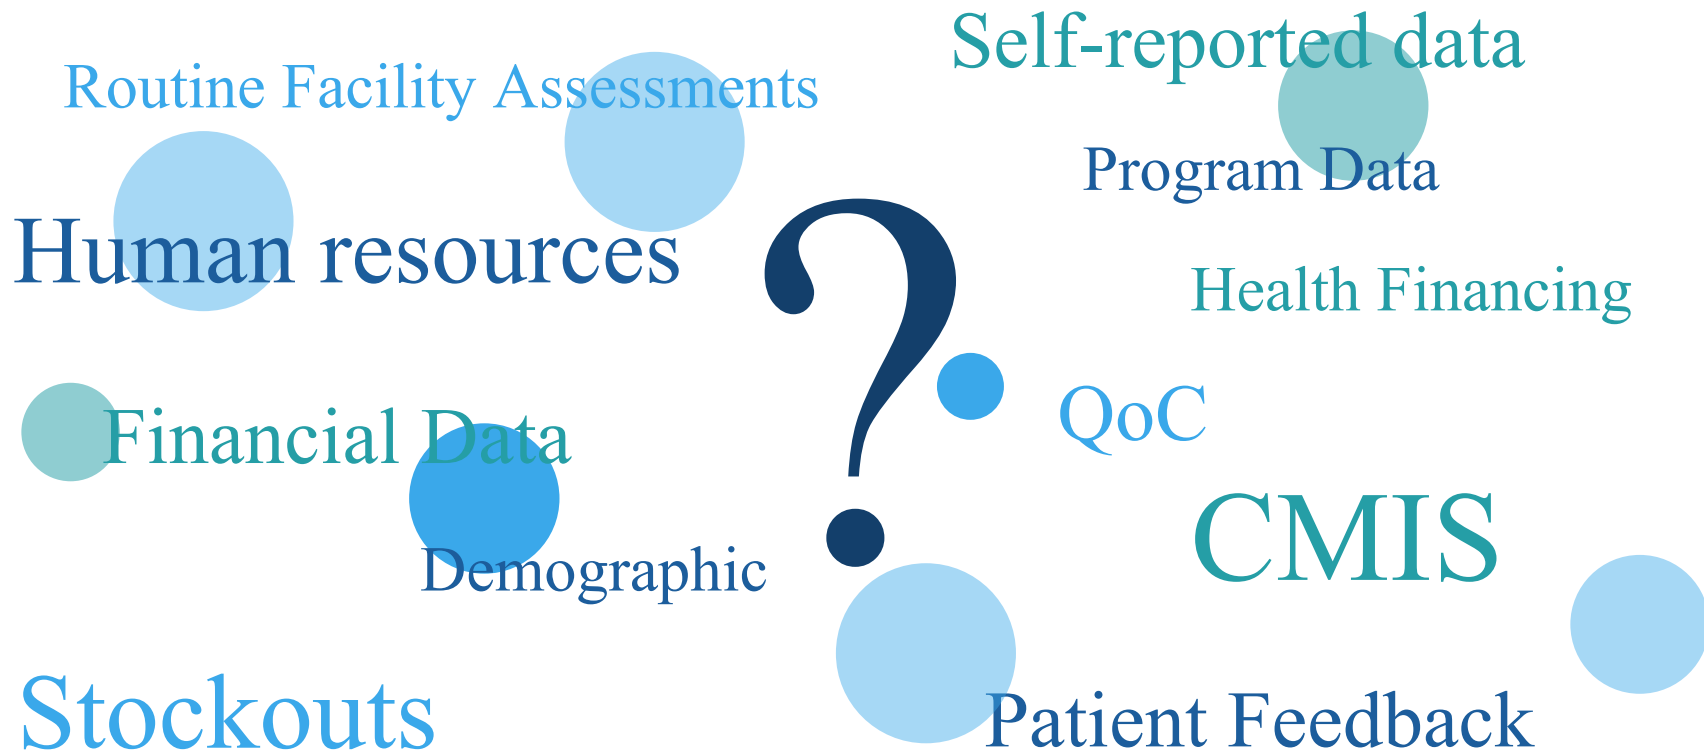 Self-reported data
Routine Facility Assessments
Program Data
Human resources
?
Health Financing
QoC
Financial Data
CMIS
Demographic
Stockouts
Patient Feedback